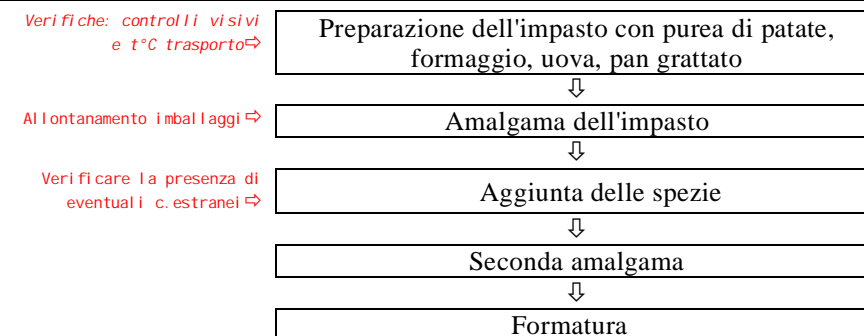 Verifiche: controlli visivi
e t°C trasporto⇨
Preparazione dell'impasto con purea di patate,
formaggio, uova, pan grattato
⇩
Allontanamento imballaggi⇨
Amalgama dell'impasto
⇩
Verificare la presenza di
eventuali c.estranei⇨
Aggiunta delle spezie
⇩
Seconda amalgama
⇩
Formatura